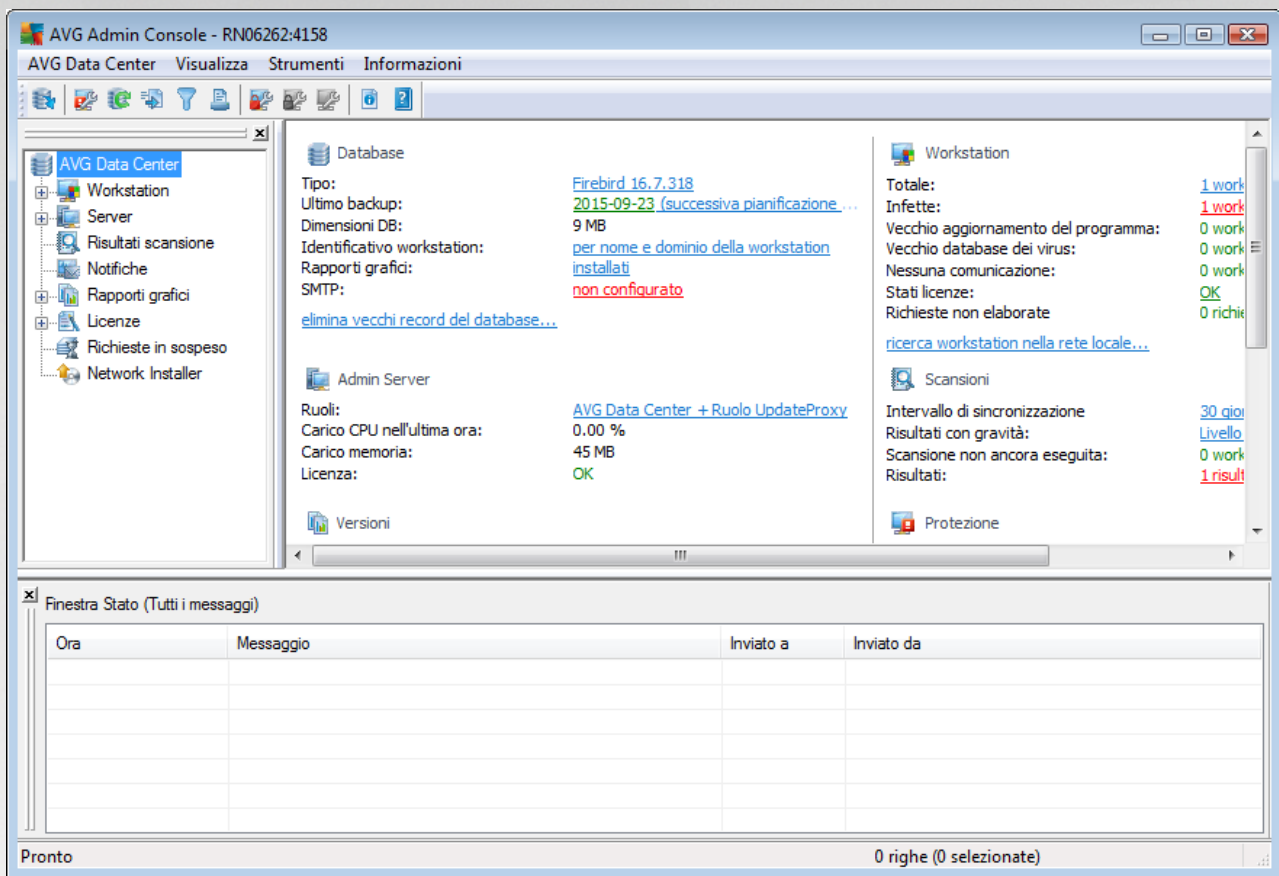 AVG Admin Console - RN06262:4158
AVG Data Center Visualizza Strumenti Informazioni
AVG Data Center
Workstation
Server
Risultati scansione
Notifiche
Rapporti grafici
Licenze
Richieste in sospeso
Network Installer
Database
Tipo: Firebird 16.7.318
Ultimo backup: 2015-09-23 (successiva pianificazione ...
Dimensioni DB: 9 MB
Identificativo workstation: per nome e dominio della workstation
Rapporti grafici: installati
SMTP: non configurato
elimina vecchi record del database...
Admin Server
Ruoli: AVG Data Center + Ruolo UpdateProxy
Carico CPU nell'ultima ora: 0.00 %
Carico memoria: 45 MB
Licenza: OK
Versioni
Workstation
Totale: 1 work
Infette: 1 work
Vecchio aggiornamento del programma: 0 work
Vecchio database dei virus: 0 work
Nessuna comunicazione: 0 work
Stati licenze: OK
Richieste non elaborate 0 richie
ricerca workstation nella rete locale...
Scansioni
Intervallo di sincronizzazione 30 gior
Risultati con gravità: Livello
Scansione non ancora eseguita: 0 work
Risultati: 1 risult
Protezione
Finestra Stato (Tutti i messaggi)
Ora Messaggio Inviato a Inviato da
Pronto 0 righe (0 selezionate)